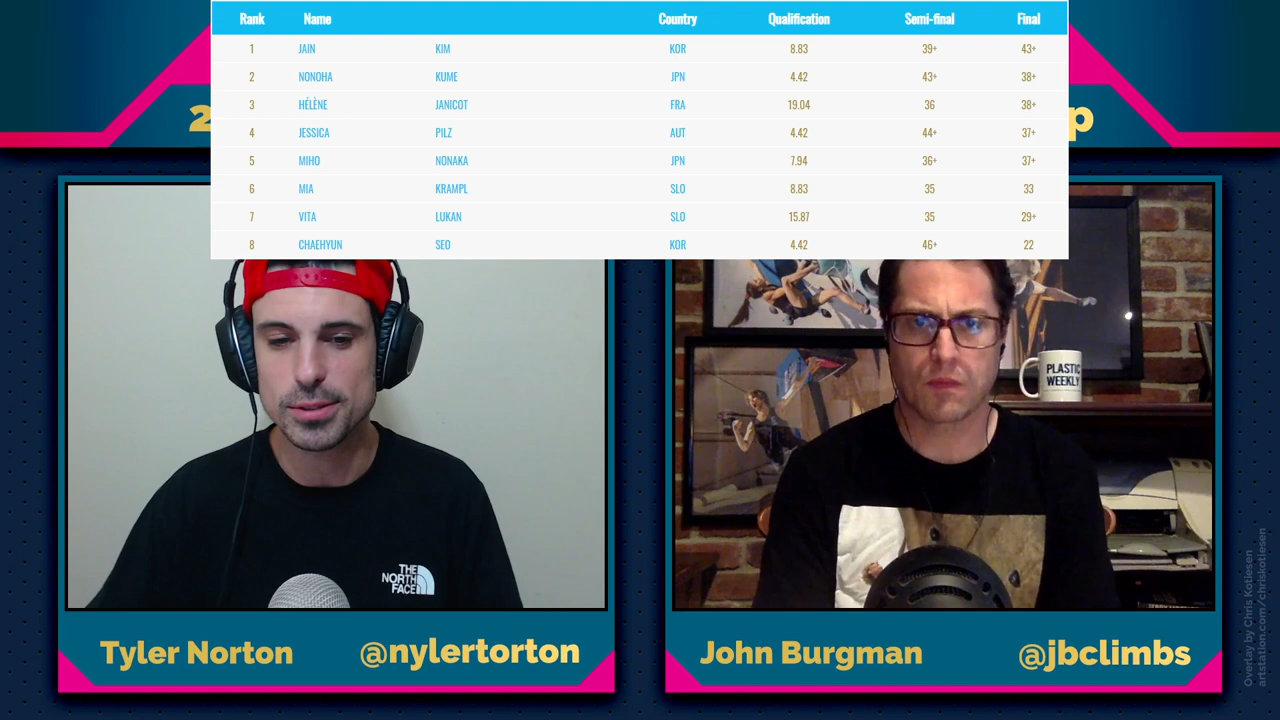 Rank Name Country Qualification Semi-final Final
1 JAIN KIM KOR 8.83 39+ 43+
2 NONOHA KUME JPN 4.42 43+ 38+
3 HÉLÈNE JANICOT FRA 19.04 36 38+
4 JESSICA PILZ AUT 4.42 44+ 37+
5 MIHO NONAKA JPN 7.94 36+ 37+
6 MIA KRAMPL SLO 8.83 35 33
7 VITA LUKAN SLO 15.87 35 29+
8 CHAEHYUN SEO KOR 4.42 46+ 22
2
p
PLASTIC
WEEKLY
THE
NORTH
FACE
Tyler Norton @nylertorton
John Burgman @jbclimbs
Overlay by Chris Kotiesen
artstation.com/chriskotiesen